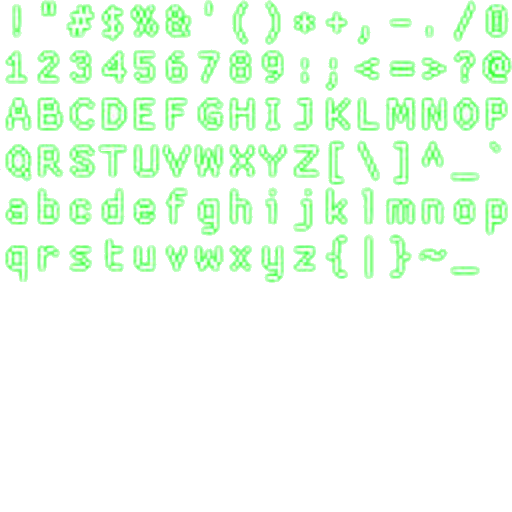 ! " # $ % & ' ( ) * + , - . / 0
1 2 3 4 5 6 7 8 9 : ; < = > ? @
A B C D E F G H I J K L M N O P
Q R S T U V W X Y Z [ \ ] ^ _ `
a b c d e f g h i j k l m n o p
q r s t u v w x y z { | } ~ _